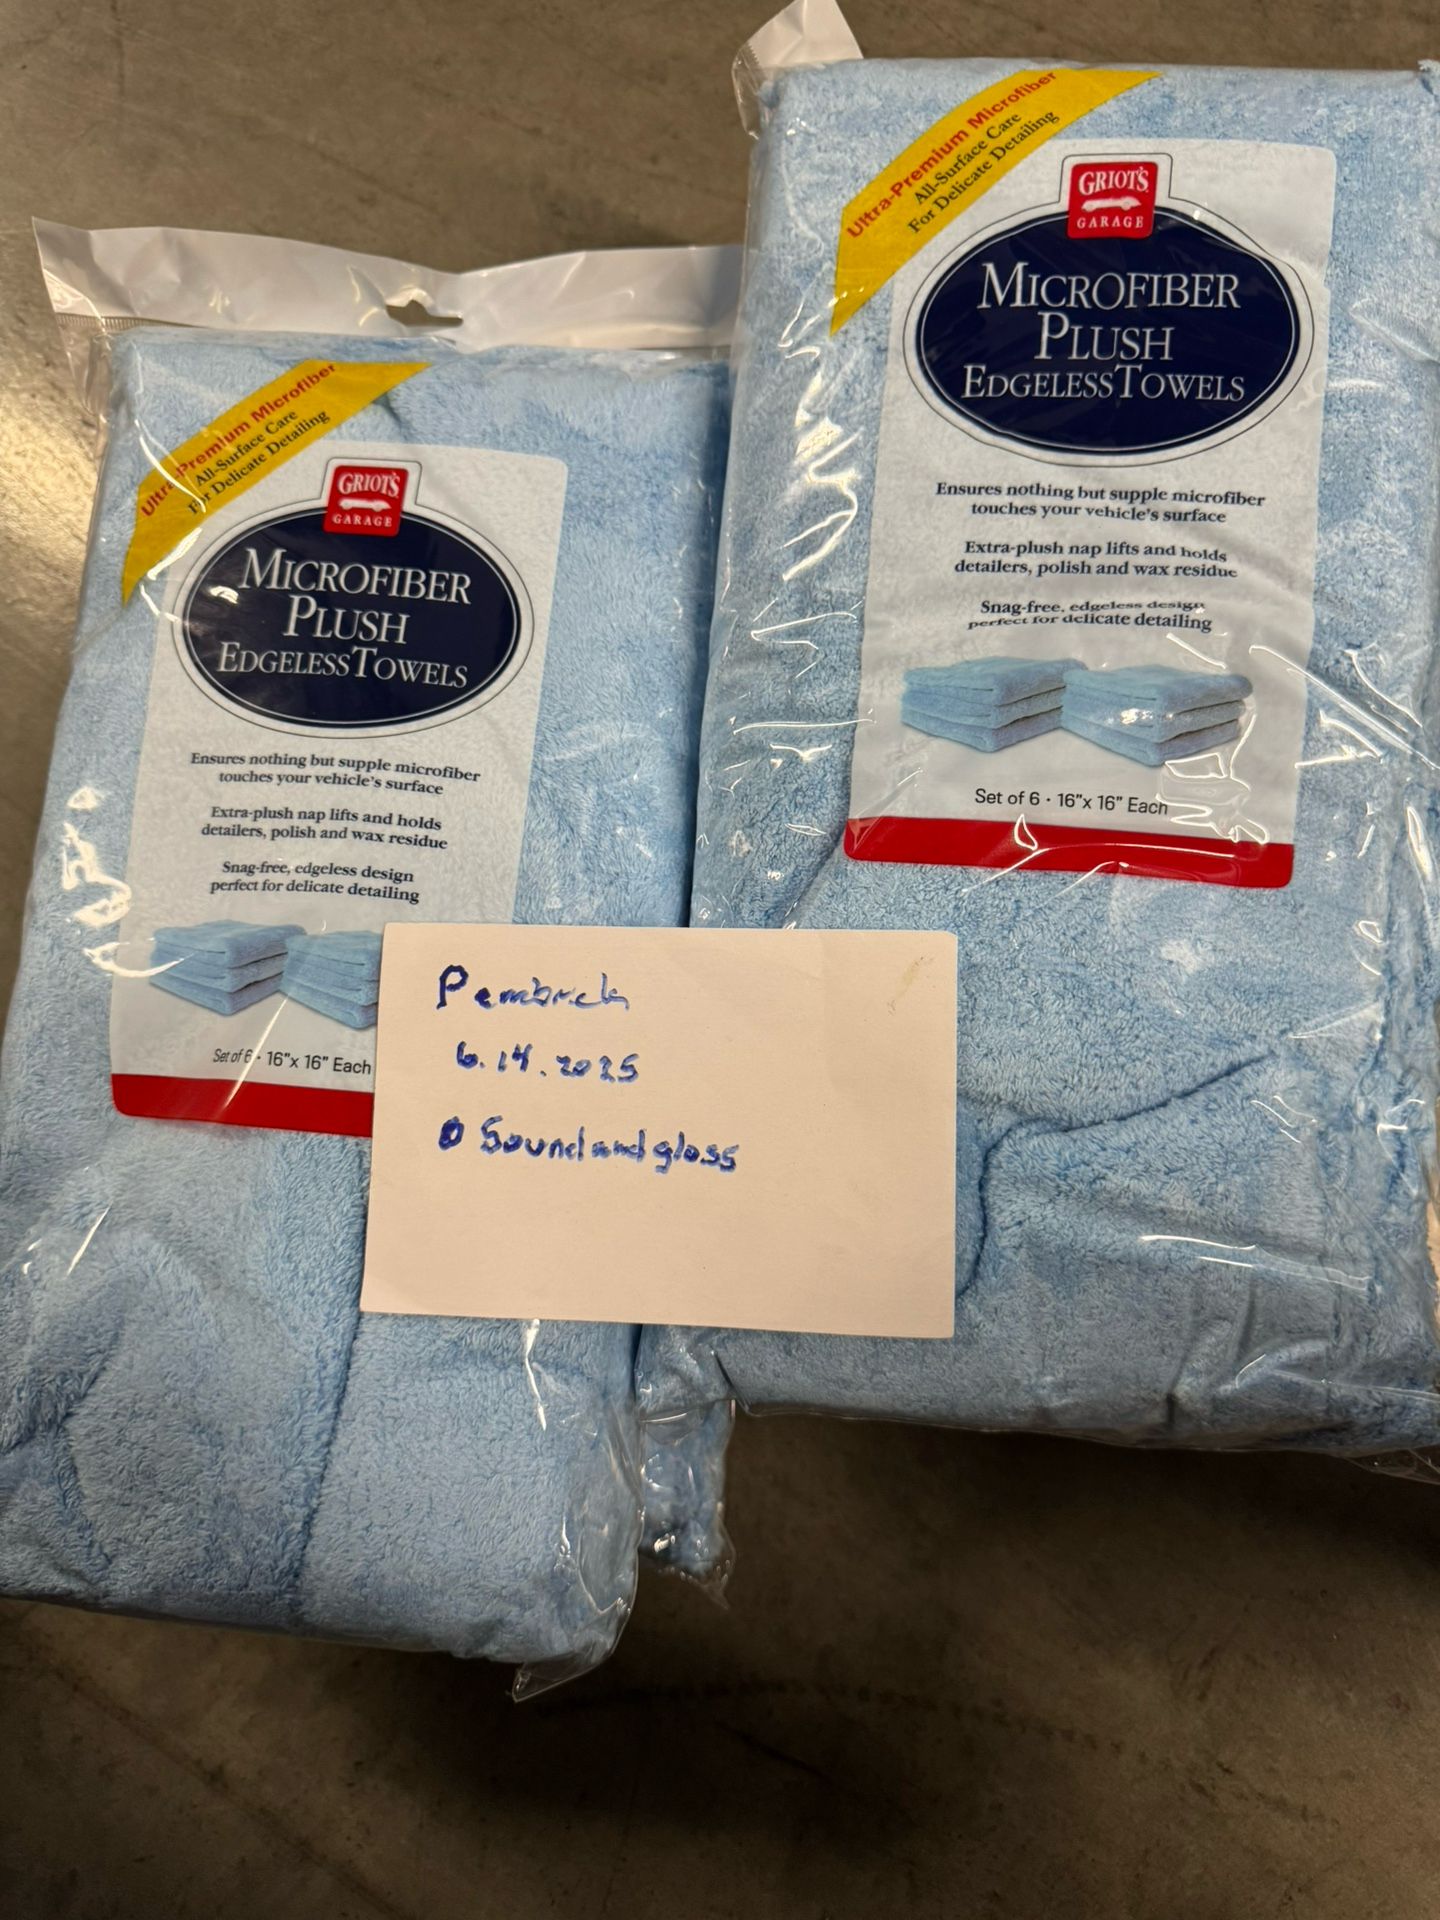 Ultra-Premium Microfiber
All-Surface Care
For Delicate Detailing
GRIOT'S
GARAGE
MICROFIBER
PLUSH
EDGELESS TOWELS
Ensures nothing but supple microfiber
touches your vehicle's surface
Extra-plush nap lifts and holds
detailers, polish and wax residue
Snag-free, edgeless design
perfect for delicate detailing
Set of 6 · 16"x 16" Each
Ultra-Premium Microfiber
All-Surface Care
For Delicate Detailing
GRIOT'S
GARAGE
MICROFIBER
PLUSH
EDGELESS TOWELS
Ensures nothing but supple microfiber
touches your vehicle's surface
Extra-plush nap lifts and holds
detailers, polish and wax residue
Snag-free, edgeless design
perfect for delicate detailing
Set of 6 · 16"x 16" Each
Pembrick
6.14.2025
Soundandgloss